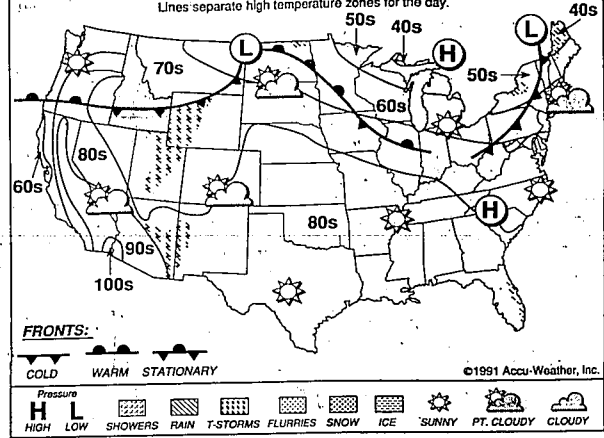 Lines separate high temperature zones for the day.
50s
40s
40s
L
L
H
70s
50s
60s
80s
60s
H
80s
90s
100s
FRONTS:
COLD
WARM
STATIONARY
©1991 Accu-Weather, Inc.
Pressure
H
L
HIGH
LOW
SHOWERS
RAIN
T-STORMS
FLURRIES
SNOW
ICE
SUNNY
PT. CLOUDY
CLOUDY